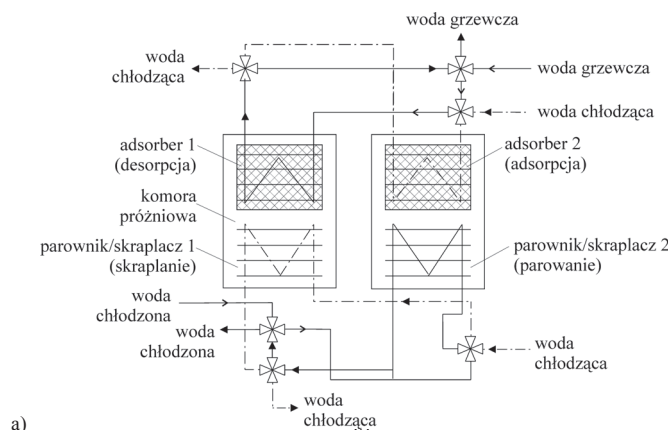 woda grzewcza
woda
chłodząca
woda grzewcza
woda chłodząca
adsorber 1
(desorpcja)
adsorber 2
(adsorpcja)
komora
próżniowa
parownik/skraplacz 1
(skraplanie)
parownik/skraplacz 2
(parowanie)
woda
chłodzona
woda
chłodzona
woda
chłodząca
woda
chłodząca
a)